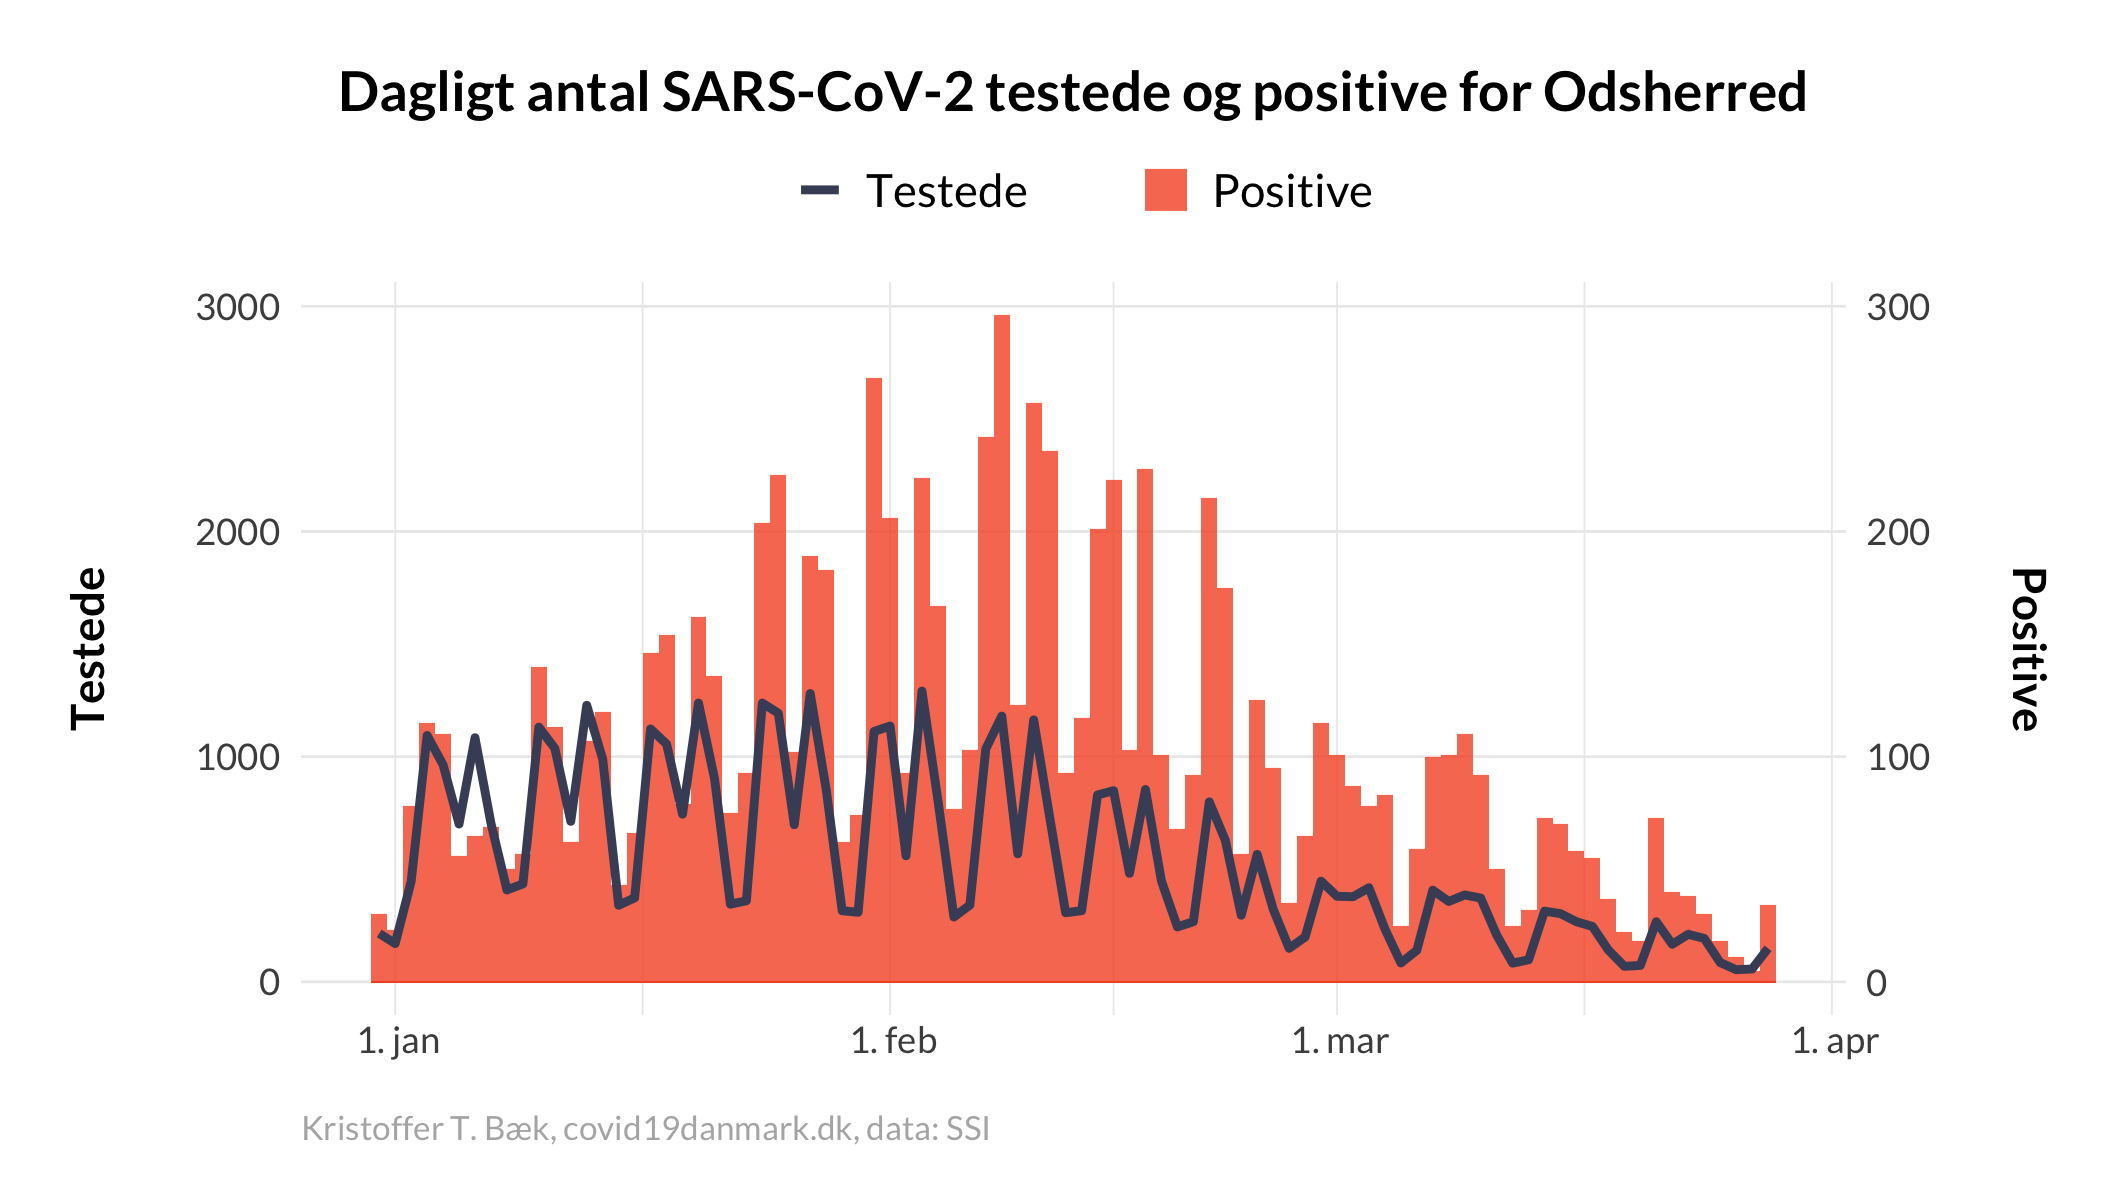 Dagligt antal SARS-CoV-2 testede og positive for Odsherred
Testede
Positive
3000
2000
1000
0
300
200
100
0
Testede
Positive
1. jan
1. feb
1. mar
1. apr
Kristoffer T. Bæk, covid19danmark.dk, data: SSI